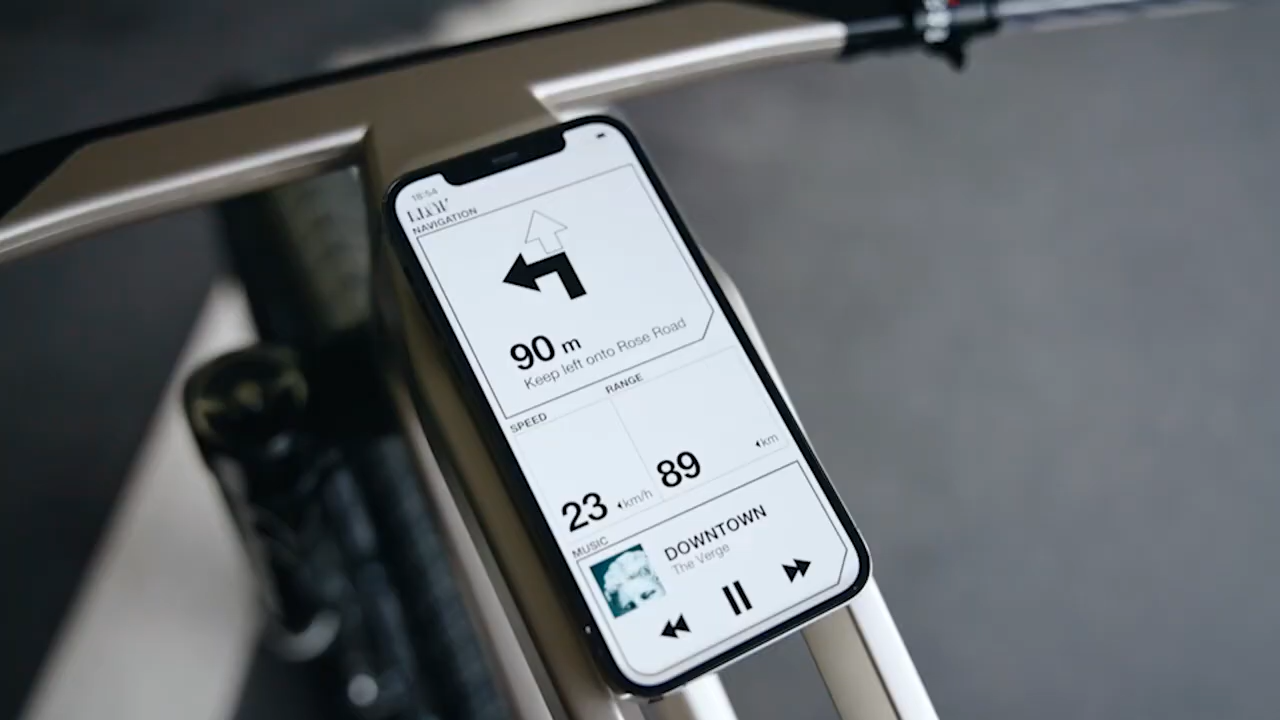 18:54
NAVIGATION
90 m
Keep left onto Rose Road
SPEED
RANGE
23 km/h
89 km
MUSIC
DOWNTOWN
The Verge